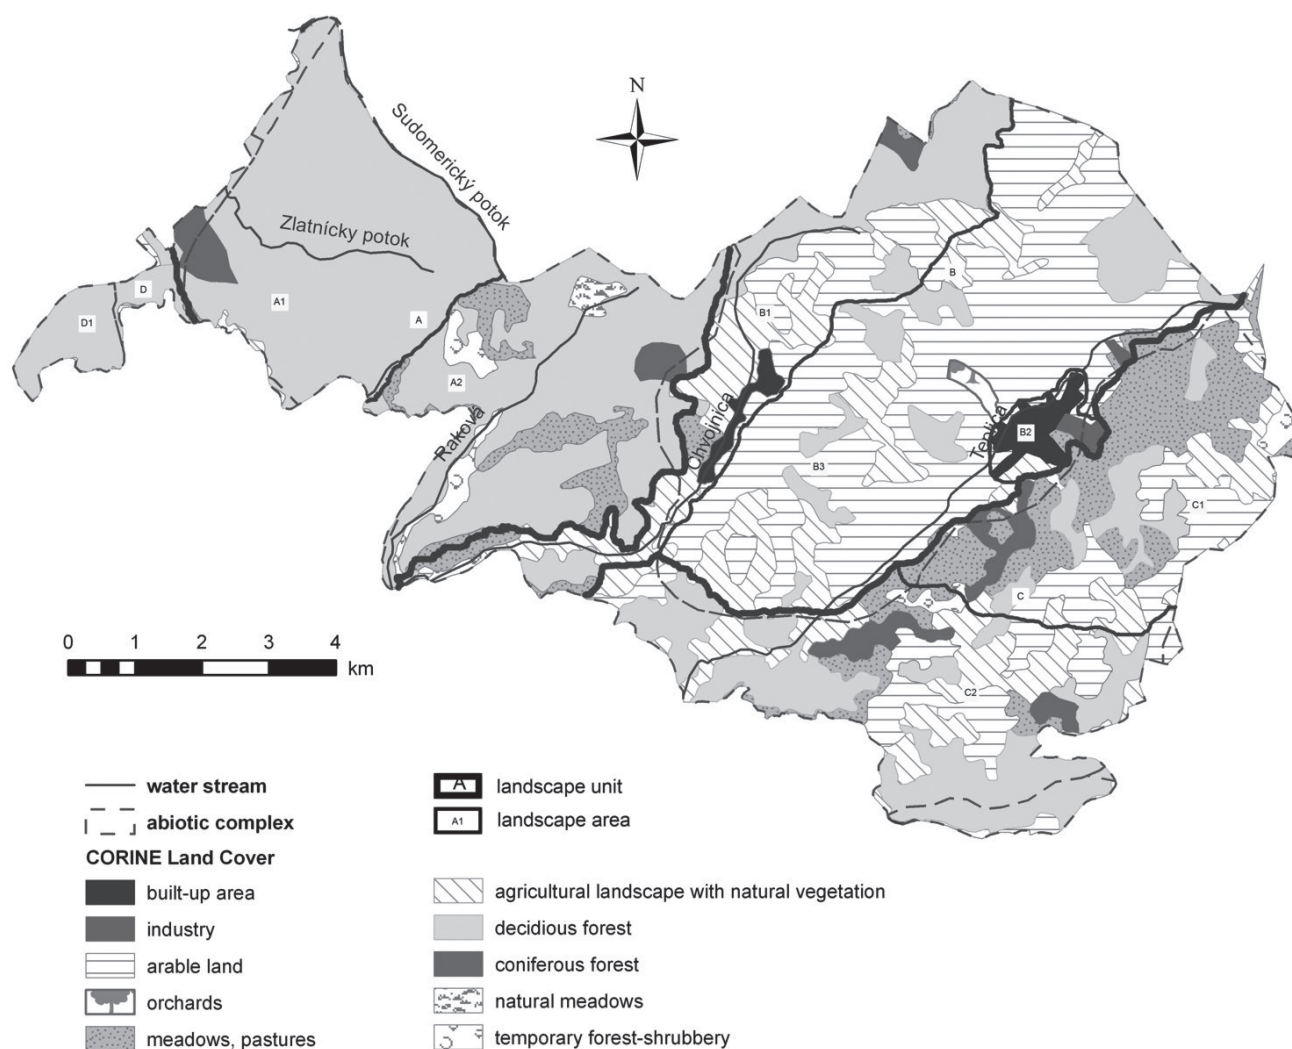 N
Sudomerický potok
Zlatnícky potok
D
D1
A1
A
A2
Raková
Chvojnica
B
B1
B2
B3
Teplica
C1
C
C2
0 1 2 3 4
km
water stream
abiotic complex
CORINE Land Cover
built-up area
industry
arable land
orchards
meadows, pastures
A landscape unit
A1 landscape area
agricultural landscape with natural vegetation
decidious forest
coniferous forest
natural meadows
temporary forest-shrubbery